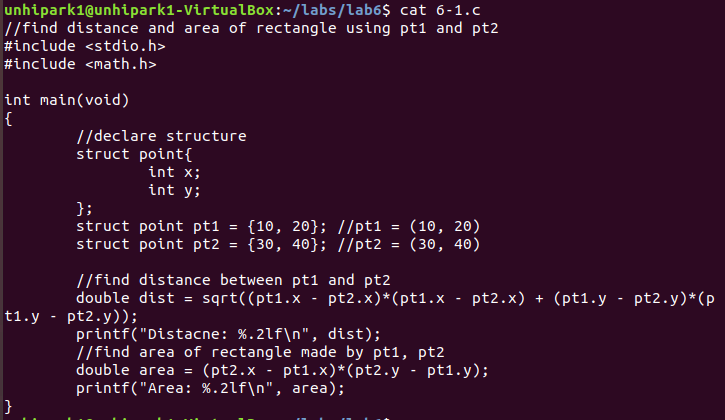 unhipark1@unhipark1-VirtualBox:~/labs/lab6$ cat 6-1.c
//find distance and area of rectangle using pt1 and pt2
#include <stdio.h>
#include <math.h>
int main(void)
{
//declare structure
struct point{
int x;
int y;
};
struct point pt1 = {10, 20}; //pt1 = (10, 20)
struct point pt2 = {30, 40}; //pt2 = (30, 40)
//find distance between pt1 and pt2
double dist = sqrt((pt1.x - pt2.x)*(pt1.x - pt2.x) + (pt1.y - pt2.y)*(p
t1.y - pt2.y));
printf("Distacne: %.2lf\n", dist);
//find area of rectangle made by pt1, pt2
double area = (pt2.x - pt1.x)*(pt2.y - pt1.y);
printf("Area: %.2lf\n", area);
}